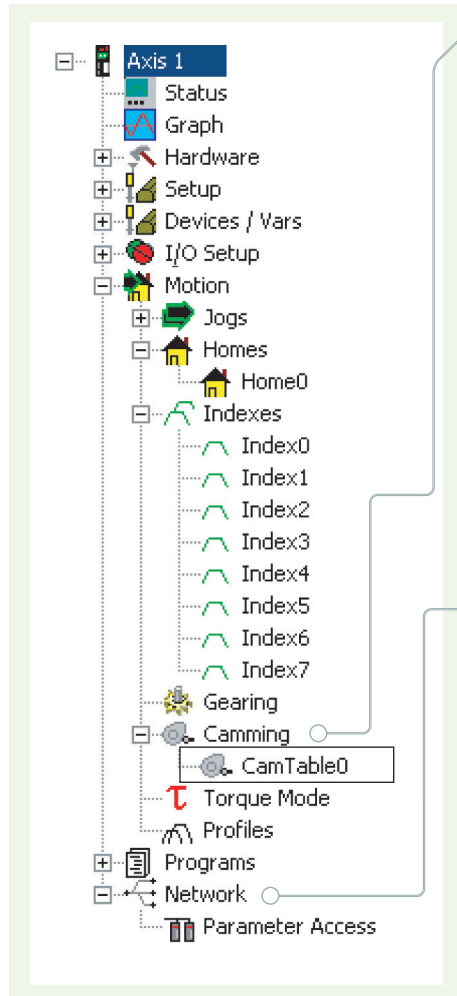 Axis 1
Status
Graph
Hardware
Setup
Devices / Vars
I/O Setup
Motion
Jogs
Homes
Home0
Indexes
Index0
Index1
Index2
Index3
Index4
Index5
Index6
Index7
Gearing
Camming
CamTable0
Torque Mode
Profiles
Programs
Network
Parameter Access